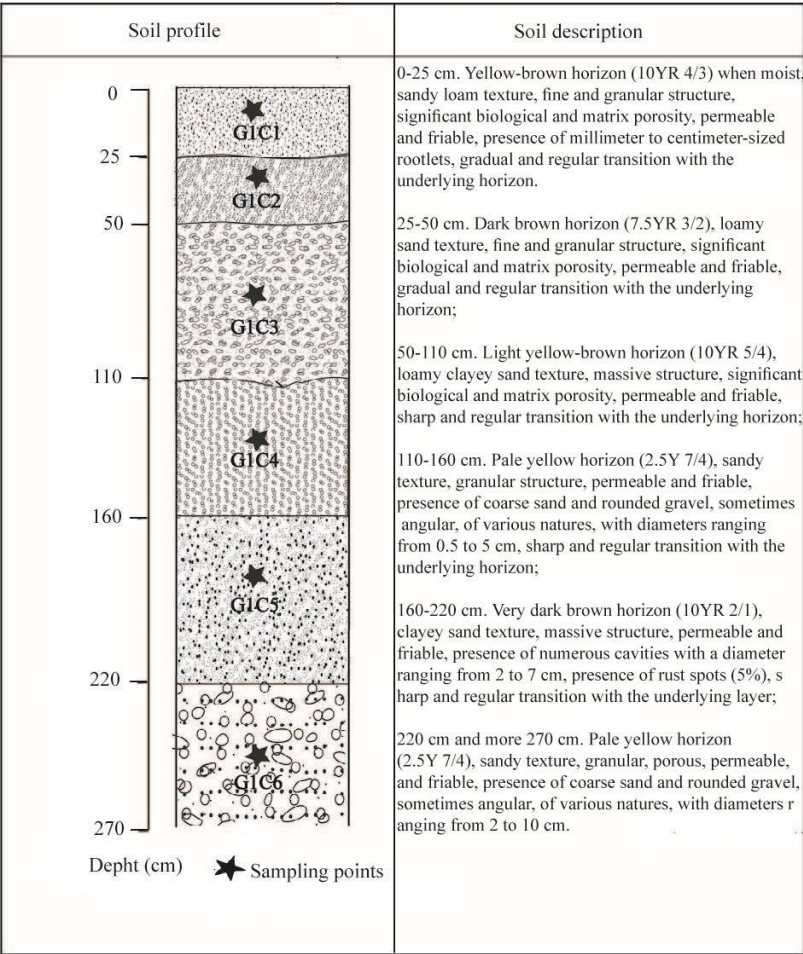 Soil profile
Soil description
0
25
50
110
160
220
270
G1C1
G1C2
G1C3
G1C4
G1C5
G1C6
Depht (cm)
Sampling points
0-25 cm. Yellow-brown horizon (10YR 4/3) when moist,
sandy loam texture, fine and granular structure,
significant biological and matrix porosity, permeable
and friable, presence of millimeter to centimeter-sized
rootlets, gradual and regular transition with the
underlying horizon.
25-50 cm. Dark brown horizon (7.5YR 3/2), loamy
sand texture, fine and granular structure, significant
biological and matrix porosity, permeable and friable,
gradual and regular transition with the underlying
horizon;
50-110 cm. Light yellow-brown horizon (10YR 5/4),
loamy clayey sand texture, massive structure, significant
biological and matrix porosity, permeable and friable,
sharp and regular transition with the underlying horizon;
110-160 cm. Pale yellow horizon (2.5Y 7/4), sandy
texture, granular structure, permeable and friable,
presence of coarse sand and rounded gravel, sometimes
angular, of various natures, with diameters ranging
from 0.5 to 5 cm, sharp and regular transition with the
underlying horizon;
160-220 cm. Very dark brown horizon (10YR 2/1),
clayey sand texture, massive structure, permeable and
friable, presence of numerous cavities with a diameter
ranging from 2 to 7 cm, presence of rust spots (5%), s
harp and regular transition with the underlying layer;
220 cm and more 270 cm. Pale yellow horizon
(2.5Y 7/4), sandy texture, granular, porous, permeable,
and friable, presence of coarse sand and rounded gravel,
sometimes angular, of various natures, with diameters r
anging from 2 to 10 cm.